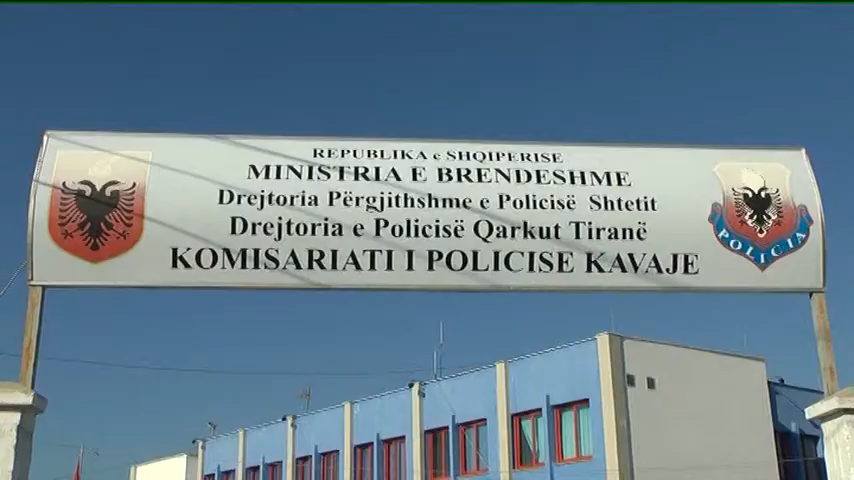 REPUBLIKA e SHQIPERISE
MINISTRIA E BRENDESHME
Drejtoria Përgjithshme e Policisë Shtetit
Drejtoria e Policisë Qarkut Tiranë
KOMISARIATI I POLICISE KAVAJE
POLICIA